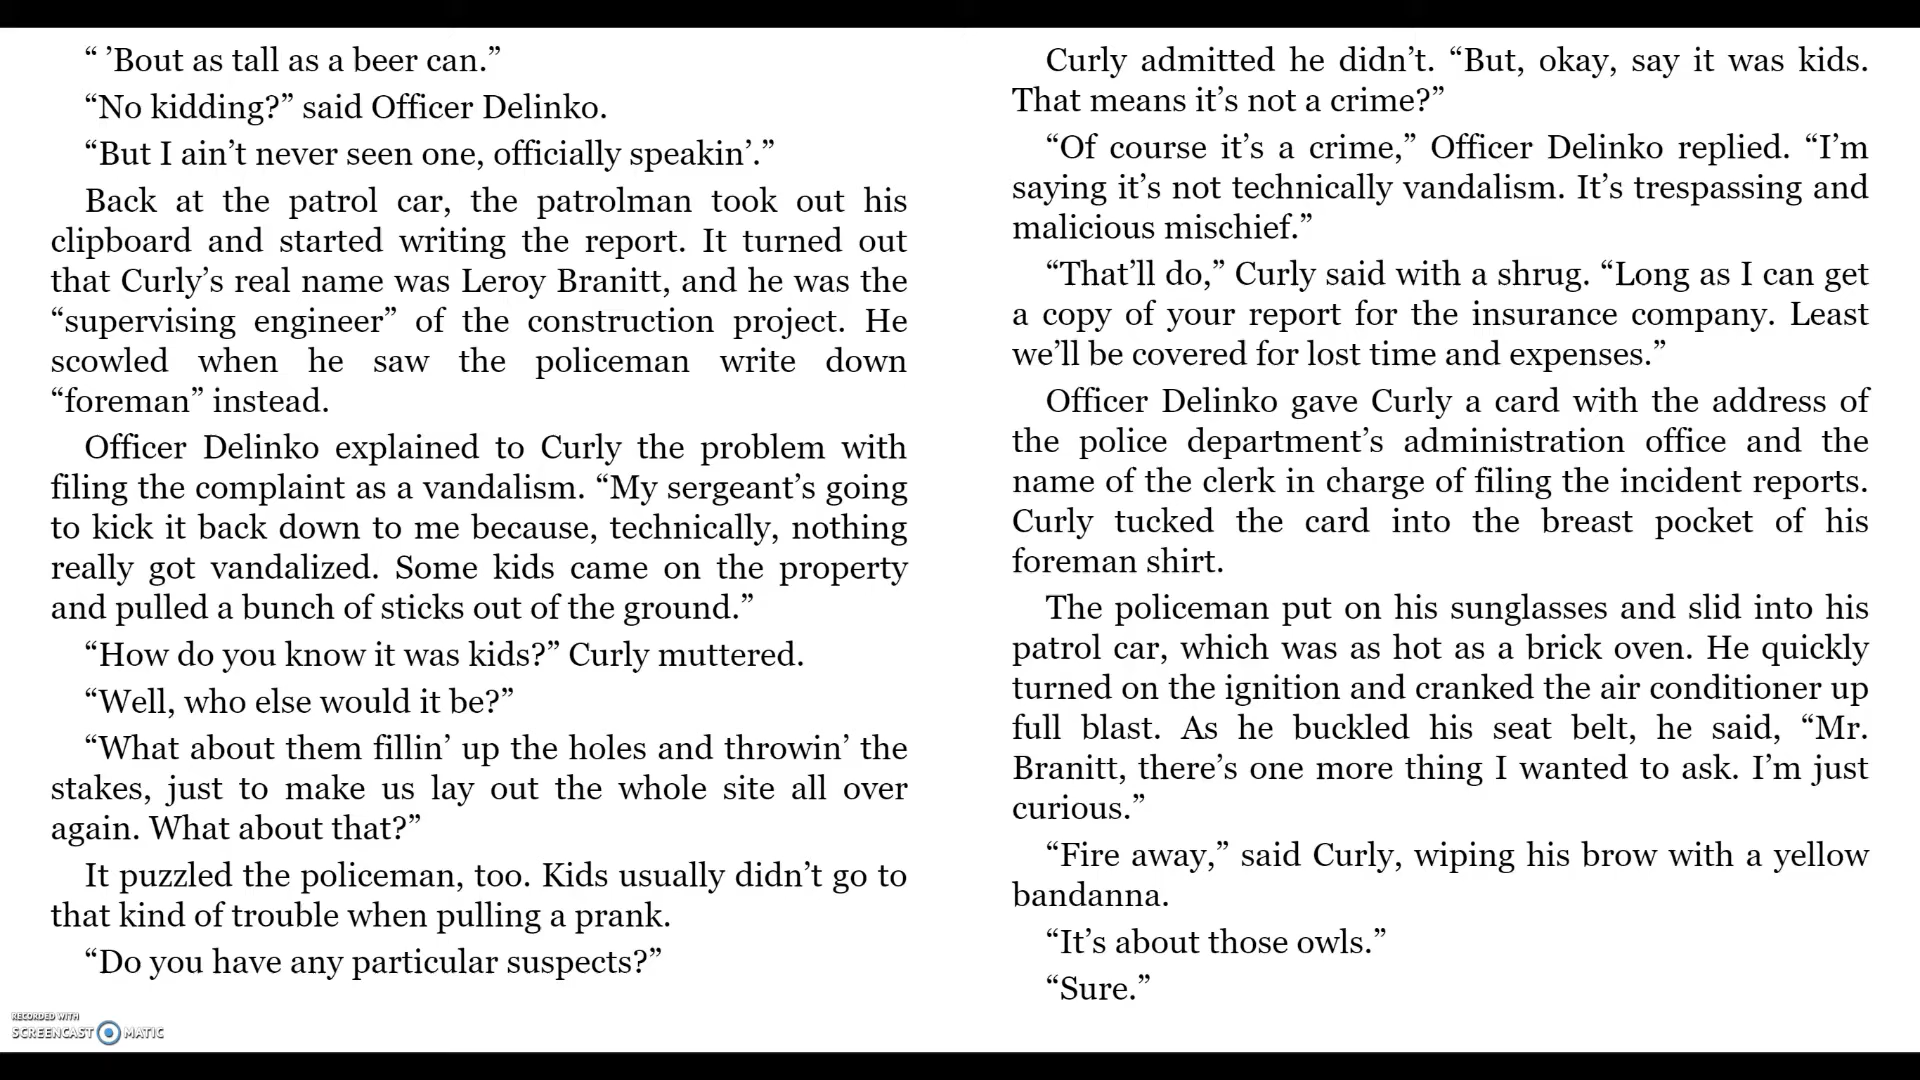 “ ’Bout as tall as a beer can.”
“No kidding?” said Officer Delinko.
“But I ain’t never seen one, officially speakin’.”
Back at the patrol car, the patrolman took out his
clipboard and started writing the report. It turned out
that Curly’s real name was Leroy Branitt, and he was the
“supervising engineer” of the construction project. He
scowled when he saw the policeman write down
“foreman” instead.
Officer Delinko explained to Curly the problem with
filing the complaint as a vandalism. “My sergeant’s going
to kick it back down to me because, technically, nothing
really got vandalized. Some kids came on the property
and pulled a bunch of sticks out of the ground.”
“How do you know it was kids?” Curly muttered.
“Well, who else would it be?”
“What about them fillin’ up the holes and throwin’ the
stakes, just to make us lay out the whole site all over
again. What about that?”
It puzzled the policeman, too. Kids usually didn’t go to
that kind of trouble when pulling a prank.
“Do you have any particular suspects?”
Curly admitted he didn’t. “But, okay, say it was kids.
That means it’s not a crime?”
“Of course it’s a crime,” Officer Delinko replied. “I’m
saying it’s not technically vandalism. It’s trespassing and
malicious mischief.”
“That’ll do,” Curly said with a shrug. “Long as I can get
a copy of your report for the insurance company. Least
we’ll be covered for lost time and expenses.”
Officer Delinko gave Curly a card with the address of
the police department’s administration office and the
name of the clerk in charge of filing the incident reports.
Curly tucked the card into the breast pocket of his
foreman shirt.
The policeman put on his sunglasses and slid into his
patrol car, which was as hot as a brick oven. He quickly
turned on the ignition and cranked the air conditioner up
full blast. As he buckled his seat belt, he said, “Mr.
Branitt, there’s one more thing I wanted to ask. I’m just
curious.”
“Fire away,” said Curly, wiping his brow with a yellow
bandanna.
“It’s about those owls.”
“Sure.”
RECORDED WITH
SCREENCAST MATIC